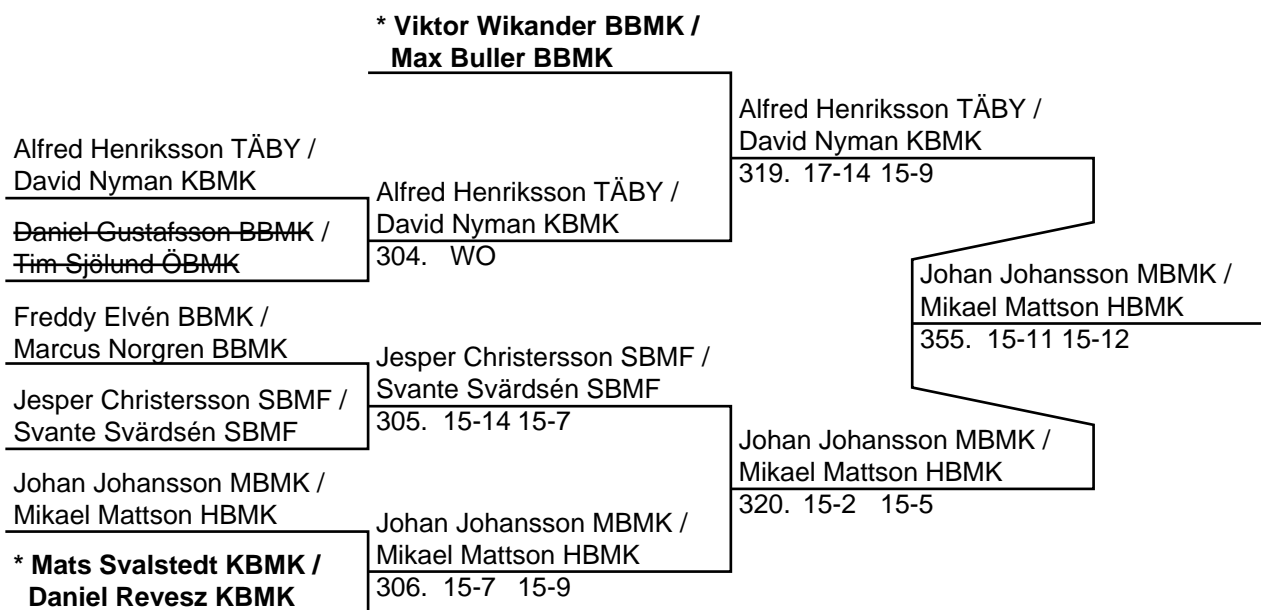 * Viktor Wikander BBMK /
Max Buller BBMK
Alfred Henriksson TÄBY /
David Nyman KBMK
Daniel Gustafsson BBMK /
Tim Sjölund ÖBMK
Freddy Elvén BBMK /
Marcus Norgren BBMK
Jesper Christersson SBMF /
Svante Svärdsén SBMF
Johan Johansson MBMK /
Mikael Mattson HBMK
* Mats Svalstedt KBMK /
Daniel Revesz KBMK
Alfred Henriksson TÄBY /
David Nyman KBMK
304. WO
Jesper Christersson SBMF /
Svante Svärdsén SBMF
305. 15-14 15-7
Johan Johansson MBMK /
Mikael Mattson HBMK
306. 15-7 15-9
Alfred Henriksson TÄBY /
David Nyman KBMK
319. 17-14 15-9
Johan Johansson MBMK /
Mikael Mattson HBMK
320. 15-2 15-5
Johan Johansson MBMK /
Mikael Mattson HBMK
355. 15-11 15-12